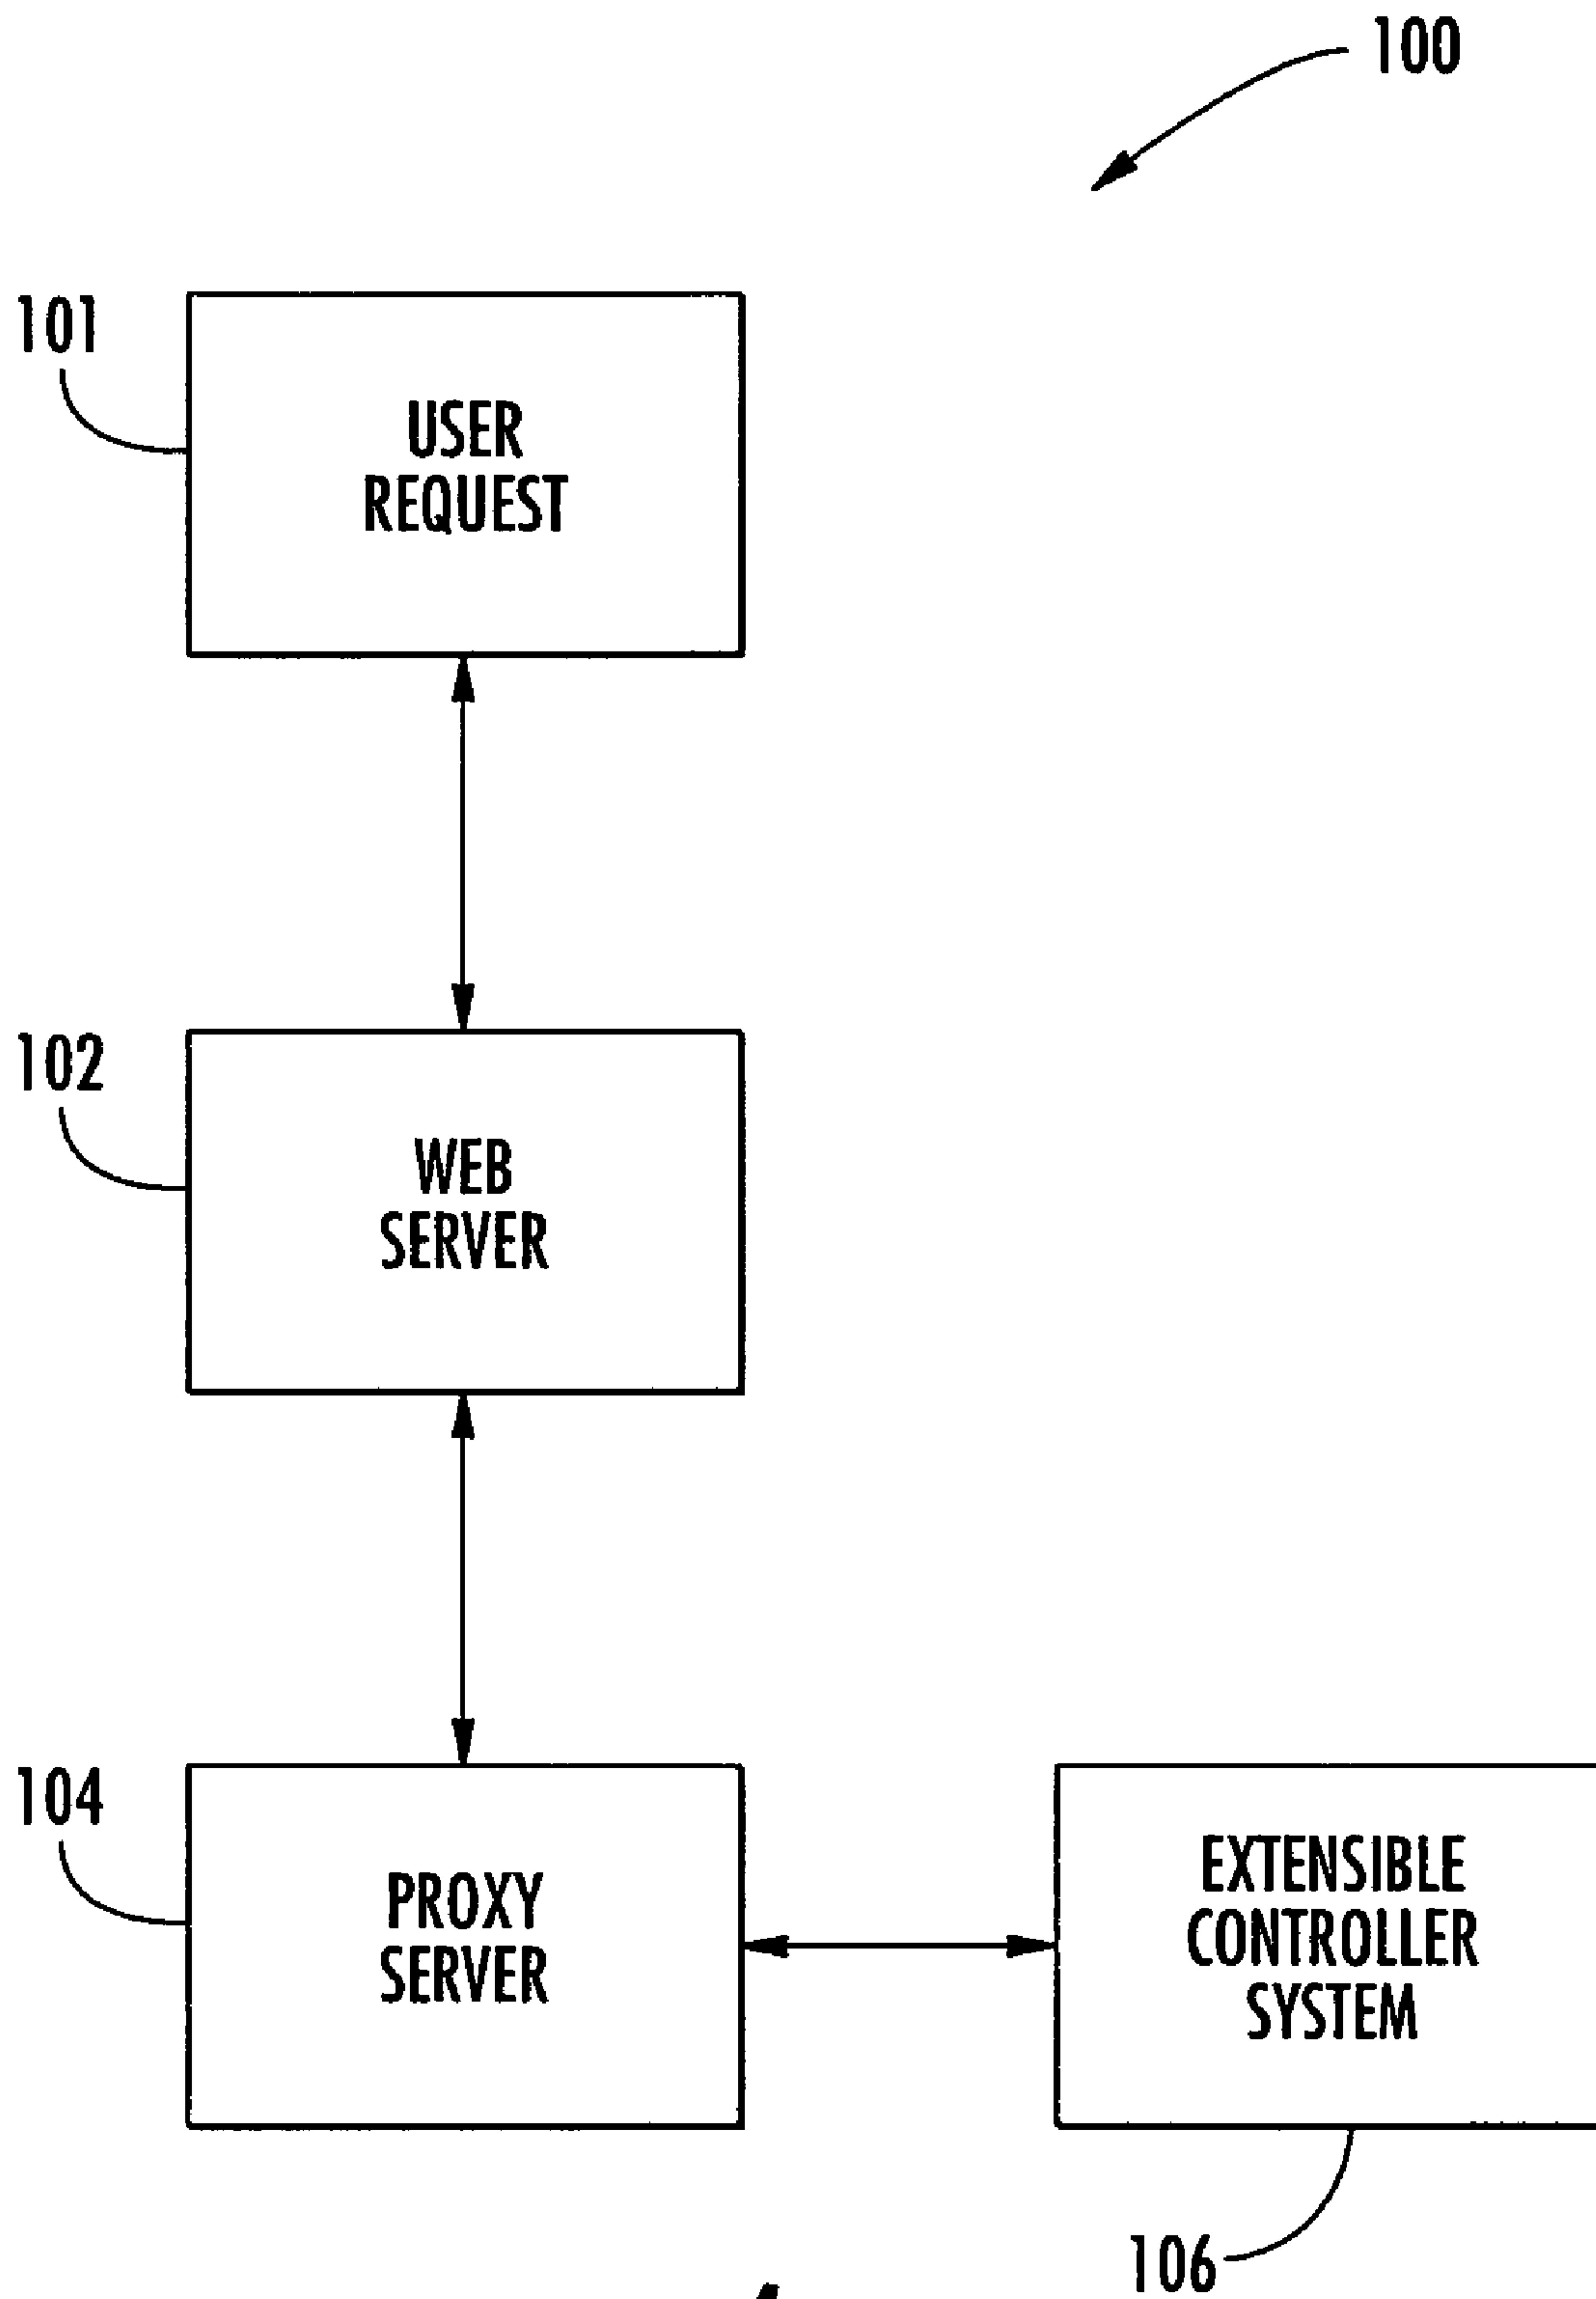 100
101
USER
REQUEST
102
WEB
SERVER
104
PROXY
SERVER
EXTENSIBLE
CONTROLLER
SYSTEM
106